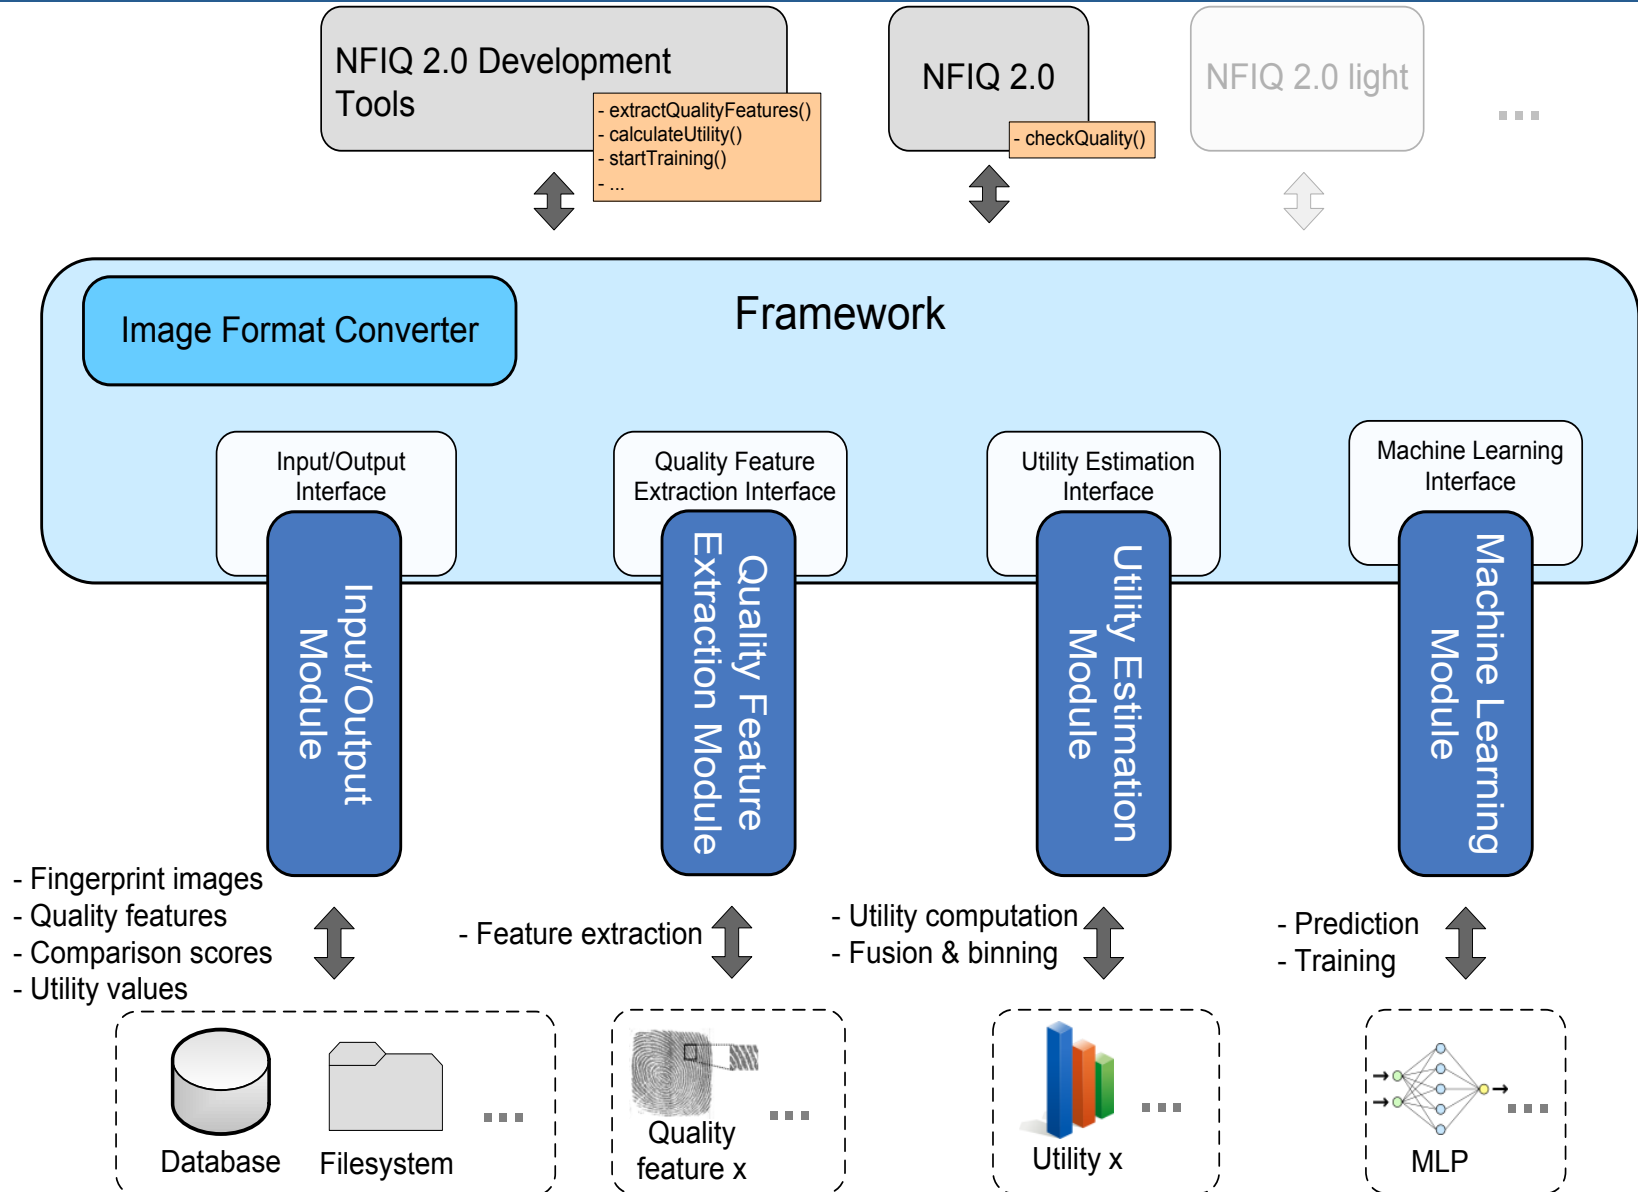 NFIQ 2.0 Development
Tools
- extractQualityFeatures()
- calculateUtility()
- startTraining()
- ...
NFIQ 2.0
- checkQuality()
NFIQ 2.0 light
...
Framework
Image Format Converter
Input/Output
Interface
Quality Feature
Extraction Interface
Utility Estimation
Interface
Machine Learning
Interface
Input/Output
Module
Quality Feature
Extraction Module
Utility Estimation
Module
Machine Learning
Module
- Fingerprint images
- Quality features
- Comparison scores
- Utility values
- Feature extraction
- Utility computation
- Fusion & binning
- Prediction
- Training
Database
Filesystem
...
Quality
feature x
...
Utility x
...
MLP
...